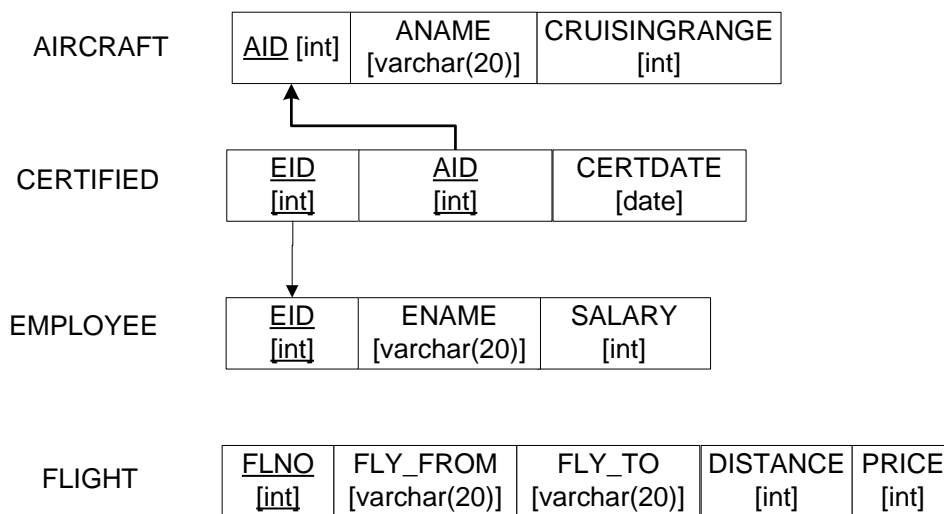 AIRCRAFT
AID [int]
ANAME
[varchar(20)]
CRUISINGRANGE
[int]
CERTIFIED
EID
[int]
AID
[int]
CERTDATE
[date]
EMPLOYEE
EID
[int]
ENAME
[varchar(20)]
SALARY
[int]
FLIGHT
FLNO
[int]
FLY_FROM
[varchar(20)]
FLY_TO
[varchar(20)]
DISTANCE
[int]
PRICE
[int]